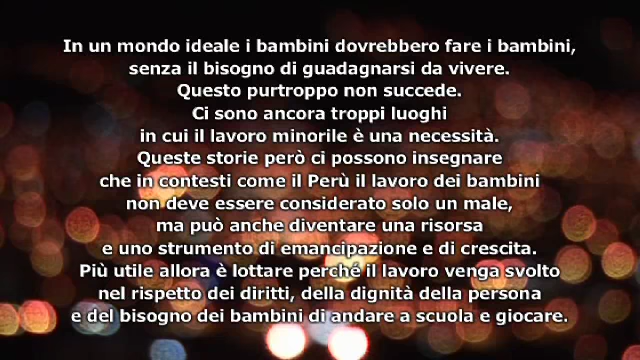 In un mondo ideale i bambini dovrebbero fare i bambini,
senza il bisogno di guadagnarsi da vivere.
Questo purtroppo non succede.
Ci sono ancora troppi luoghi
in cui il lavoro minorile è una necessità.
Queste storie però ci possono insegnare
che in contesti come il Perù il lavoro dei bambini
non deve essere considerato solo un male,
ma può anche diventare una risorsa
e uno strumento di emancipazione e di crescita.
Più utile allora è lottare perché il lavoro venga svolto
nel rispetto dei diritti, della dignità della persona
e del bisogno dei bambini di andare a scuola e giocare.